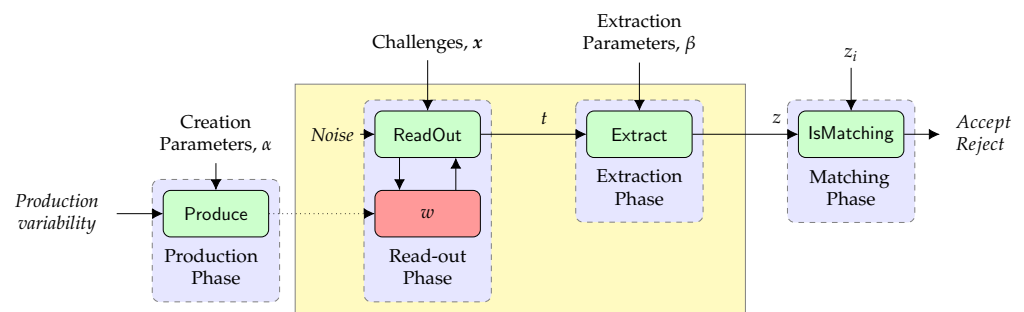 Production
variability
Creation
Parameters, α
Produce
Production
Phase
Challenges, x
Noise
ReadOut
w
Read-out
Phase
t
Extraction
Parameters, β
Extract
Extraction
Phase
z
z_i
IsMatching
Matching
Phase
Accept
Reject